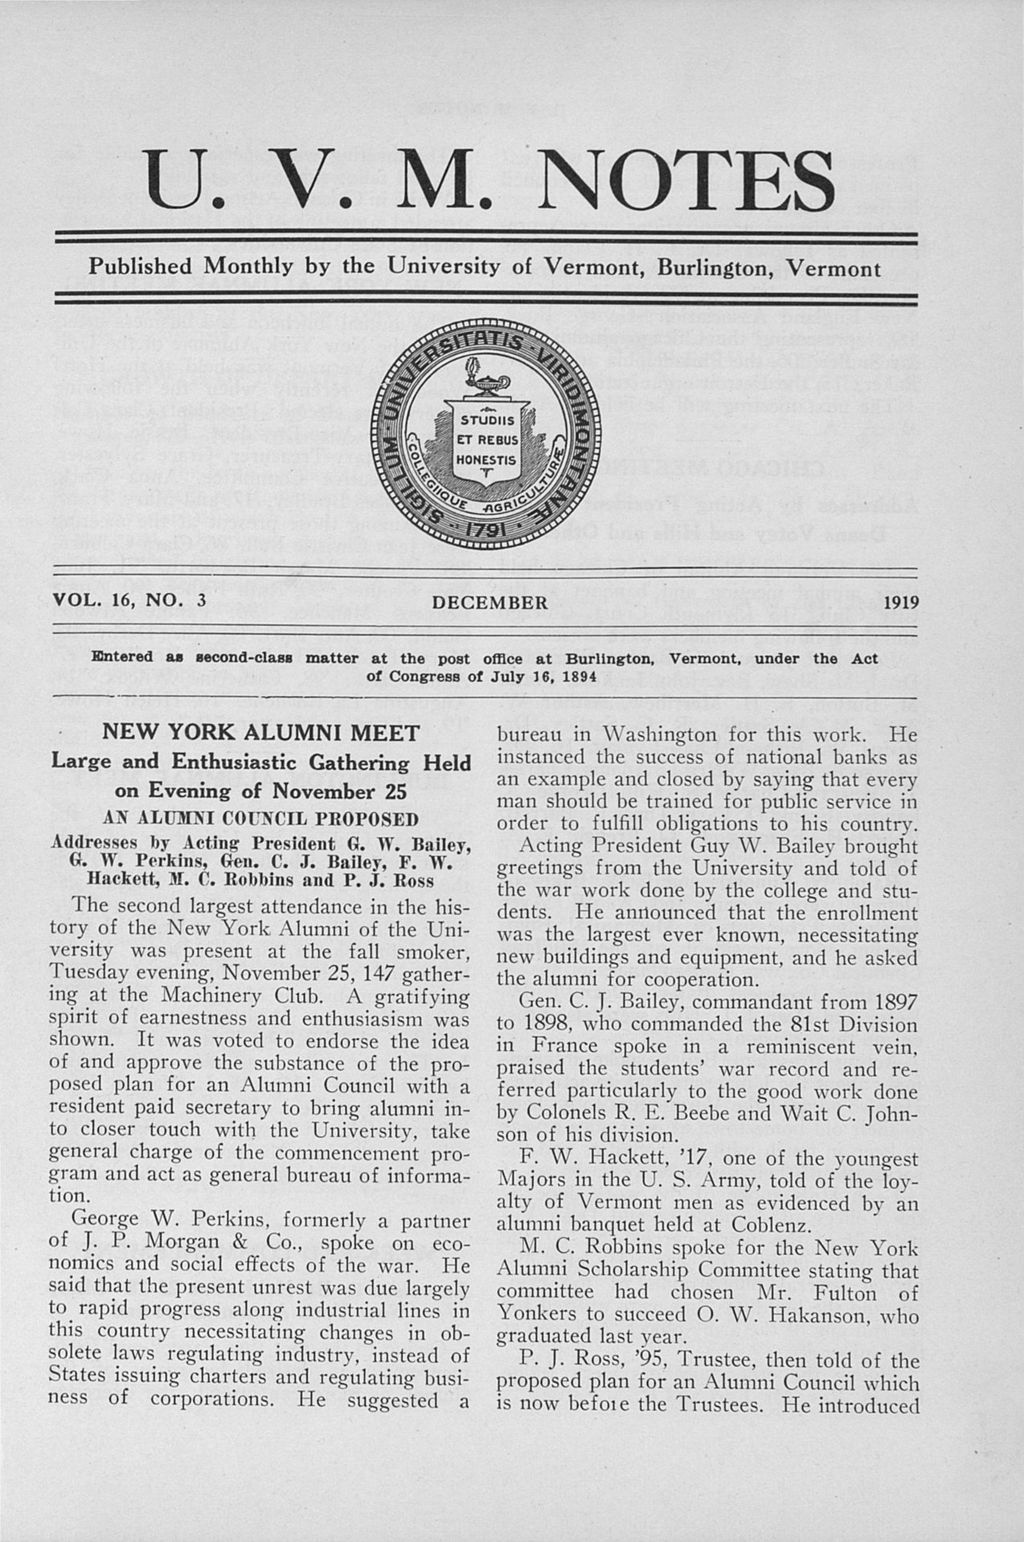 U. V. M. NOTES
Published Monthly by the University of Vermont, Burlington, Vermont
SIGILLUM · UNIVERSITATIS · VIRIDIMONTANÆ
COLLEGIIQUE AGRICULTURÆ
STUDIIS
ET REBUS
HONESTIS
1791
VOL. 16, NO. 3 DECEMBER 1919
Entered as second-class matter at the post office at Burlington, Vermont, under the Act
of Congress of July 16, 1894
NEW YORK ALUMNI MEET
Large and Enthusiastic Gathering Held
on Evening of November 25
AN ALUMNI COUNCIL PROPOSED
Addresses by Acting President G. W. Bailey,
G. W. Perkins, Gen. C. J. Bailey, F. W.
Hackett, M. C. Robbins and P. J. Ross
The second largest attendance in the his-
tory of the New York Alumni of the Uni-
versity was present at the fall smoker,
Tuesday evening, November 25, 147 gather-
ing at the Machinery Club. A gratifying
spirit of earnestness and enthusiasism was
shown. It was voted to endorse the idea
of and approve the substance of the pro-
posed plan for an Alumni Council with a
resident paid secretary to bring alumni in-
to closer touch with the University, take
general charge of the commencement pro-
gram and act as general bureau of informa-
tion.
George W. Perkins, formerly a partner
of J. P. Morgan & Co., spoke on eco-
nomics and social effects of the war. He
said that the present unrest was due largely
to rapid progress along industrial lines in
this country necessitating changes in ob-
solete laws regulating industry, instead of
States issuing charters and regulating busi-
ness of corporations. He suggested a
bureau in Washington for this work. He
instanced the success of national banks as
an example and closed by saying that every
man should be trained for public service in
order to fulfill obligations to his country.
Acting President Guy W. Bailey brought
greetings from the University and told of
the war work done by the college and stu-
dents. He announced that the enrollment
was the largest ever known, necessitating
new buildings and equipment, and he asked
the alumni for cooperation.
Gen. C. J. Bailey, commandant from 1897
to 1898, who commanded the 81st Division
in France spoke in a reminiscent vein,
praised the students' war record and re-
ferred particularly to the good work done
by Colonels R. E. Beebe and Wait C. John-
son of his division.
F. W. Hackett, '17, one of the youngest
Majors in the U. S. Army, told of the loy-
alty of Vermont men as evidenced by an
alumni banquet held at Coblenz.
M. C. Robbins spoke for the New York
Alumni Scholarship Committee stating that
committee had chosen Mr. Fulton of
Yonkers to succeed O. W. Hakanson, who
graduated last year.
P. J. Ross, '95, Trustee, then told of the
proposed plan for an Alumni Council which
is now before the Trustees. He introduced